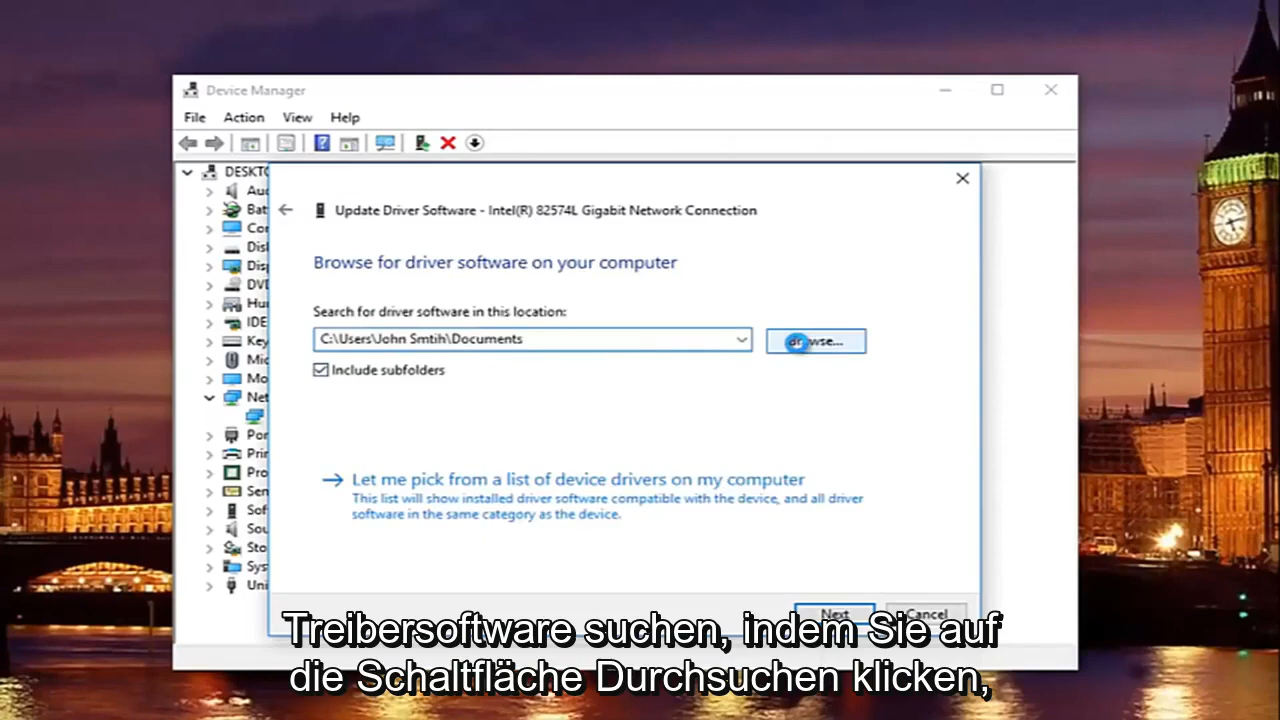 Device Manager
File Action View Help
DESKTO
Aud
Bat
Cor
Disl
Disp
DVI
Hur
IDE
Key
Mic
Mo
Net
Por
Prir
Pro
Sen
Sof
Sou
Sto
Sys
Uni
Update Driver Software - Intel(R) 82574L Gigabit Network Connection
Browse for driver software on your computer
Search for driver software in this location:
C:\Users\John Smtih\Documents
Browse...
Include subfolders
Let me pick from a list of device drivers on my computer
This list will show installed driver software compatible with the device, and all driver
software in the same category as the device.
Next Cancel
Treibersoftware suchen, indem Sie auf
die Schaltfläche Durchsuchen klicken,